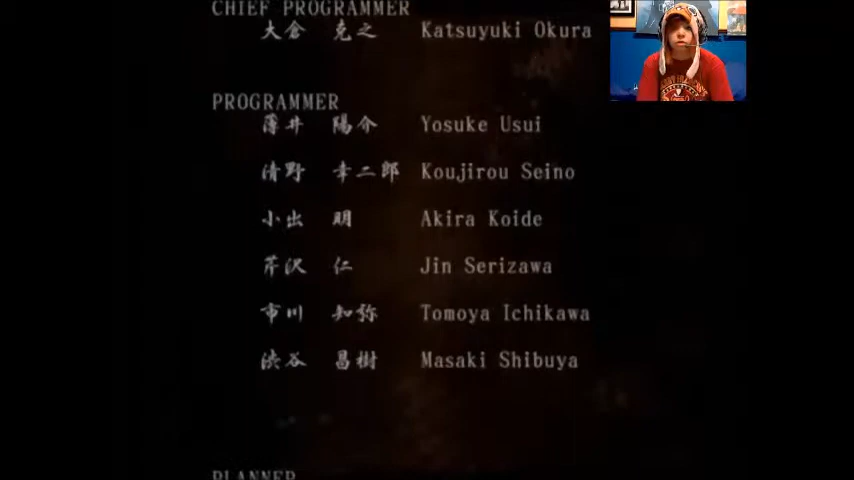 CHIEF PROGRAMMER
大倉 克之 Katsuyuki Okura
PROGRAMMER
薄井 陽介 Yosuke Usui
清野 幸二郎 Koujirou Seino
小出 明 Akira Koide
芹沢 仁 Jin Serizawa
市川 知弥 Tomoya Ichikawa
渋谷 昌樹 Masaki Shibuya
PLANNER